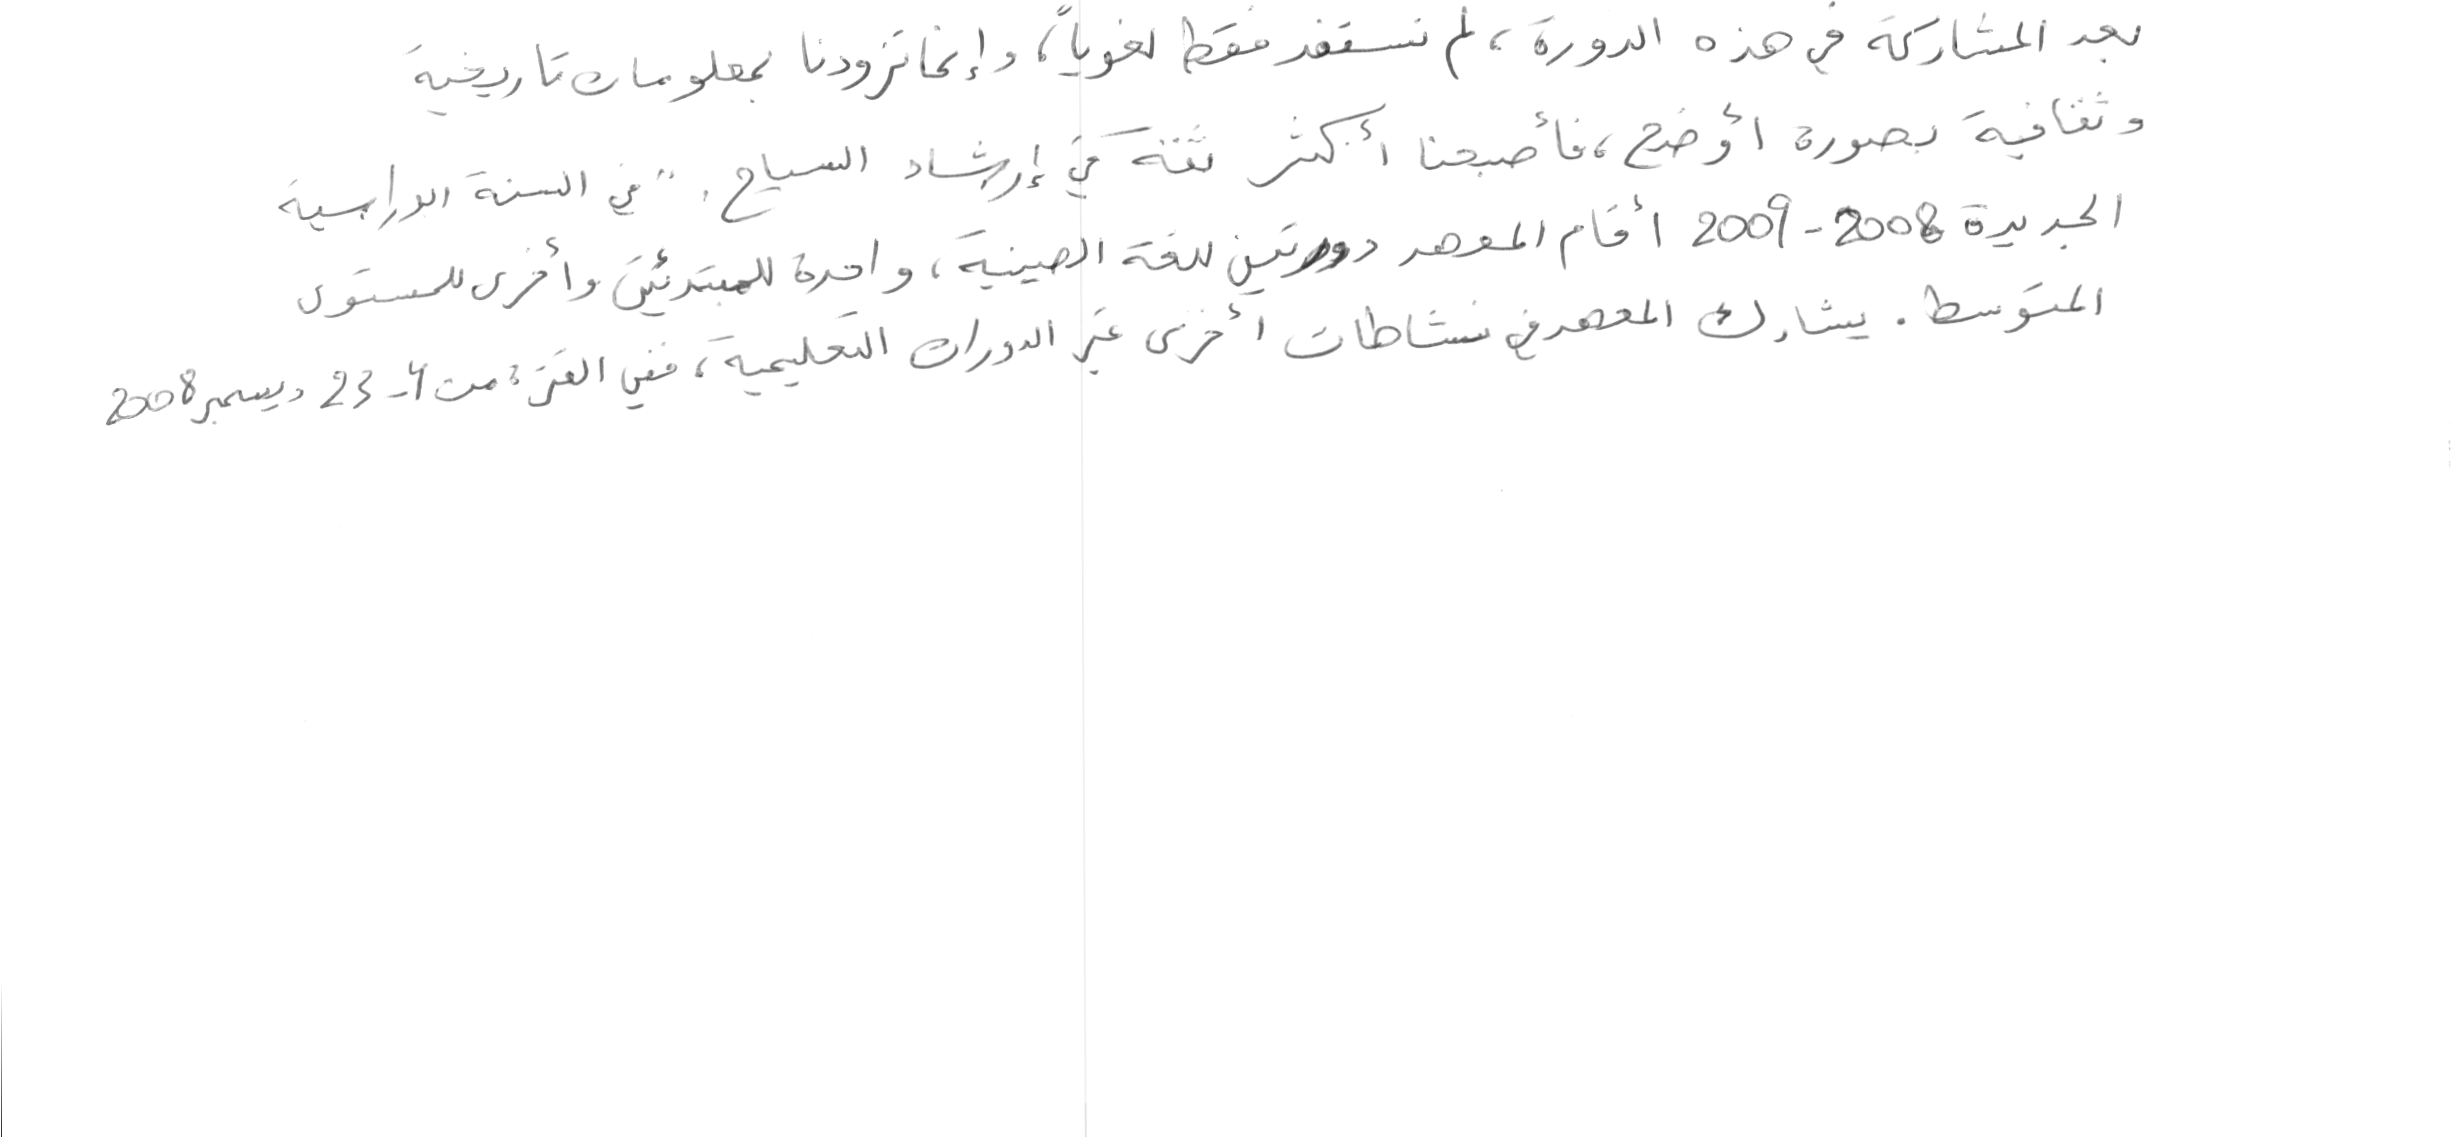 بعد المشاركة في هذه الدورة، لم نستفد فقط لغوياً، وإنما تزودنا بمعلومات تاريخية
وثقافية بصورة أوضح، فأصبحنا أكثر ثقة في إرشاد السياح." في السنة الدراسية
الجديدة 2008-2009 أقام المعهد دورتين للغة الصينية، واحدة للمبتدئين وأخرى للمستوى
المتوسط. يشارك المعهد في نشاطات أخرى غير الدورات التعليمية، ففي الفترة من 4-23 ديسمبر 2008